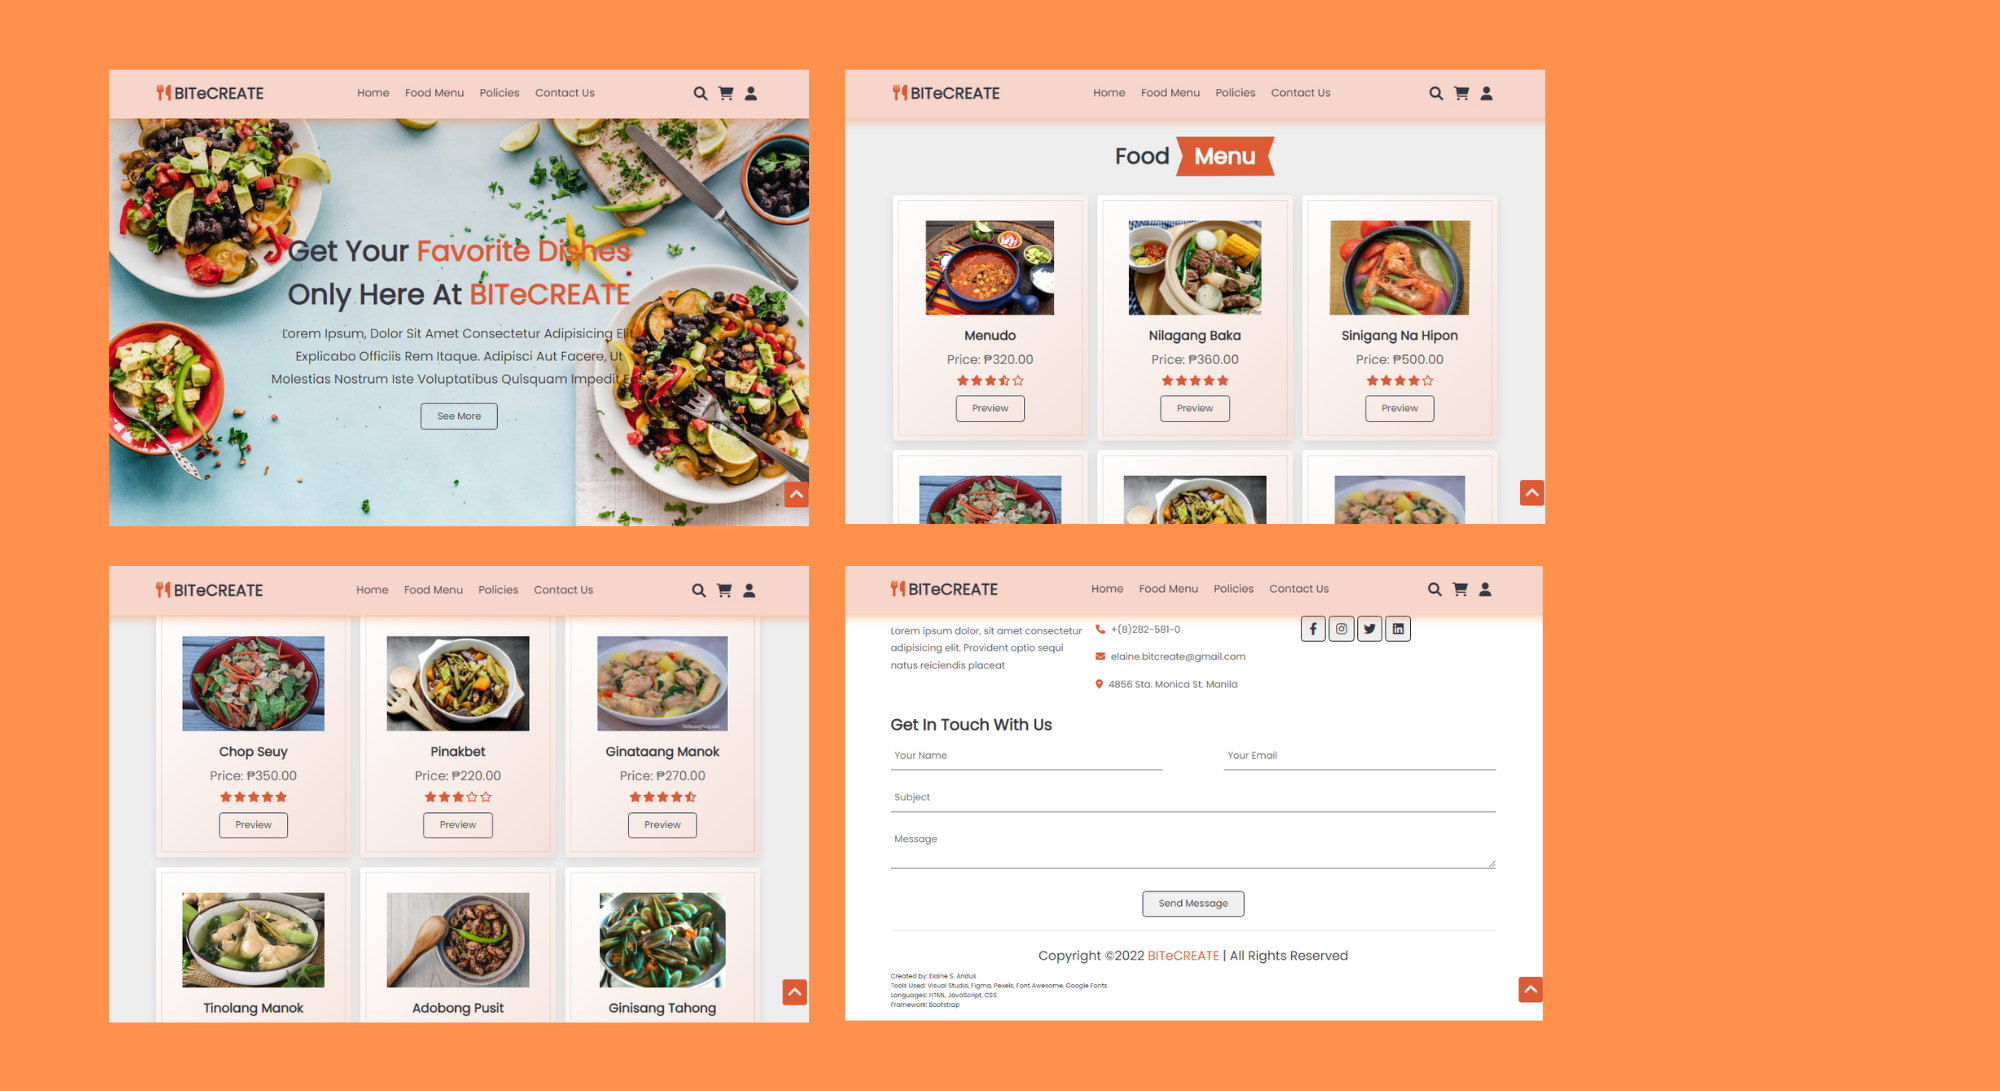 BITeCREATE
Home Food Menu Policies Contact Us
Get Your Favorite Dishes
Only Here At BITeCREATE
Lorem Ipsum, Dolor Sit Amet Consectetur Adipisicing Elit.
Explicabo Officiis Rem Itaque. Adipisci Aut Facere, Ut
Molestias Nostrum Iste Voluptatibus Quisquam Impedit Eos.
See More
BITeCREATE
Home Food Menu Policies Contact Us
Food Menu
Menudo
Price: ₱320.00
Preview
Nilagang Baka
Price: ₱360.00
Preview
Sinigang Na Hipon
Price: ₱500.00
Preview
BITeCREATE
Home Food Menu Policies Contact Us
Chop Seuy
Price: ₱350.00
Preview
Pinakbet
Price: ₱220.00
Preview
Ginataang Manok
Price: ₱270.00
Preview
Tinolang Manok
Adobong Pusit
Ginisang Tahong
BITeCREATE
Home Food Menu Policies Contact Us
Lorem ipsum dolor, sit amet consectetur
adipisicing elit. Provident optio sequi
natus reiciendis placeat
+(8)282-581-0
elaine.bitcreate@gmail.com
4856 Sta. Monica St. Manila
Get In Touch With Us
Your Name
Your Email
Subject
Message
Send Message
Copyright ©2022 BITeCREATE | All Rights Reserved
Created by: Elaine S. Andus
Tools Used: Visual Studio, Figma, Pexels, Font Awesome, Google Fonts
Languages: HTML, JavaScript, CSS
Framework: Bootstrap